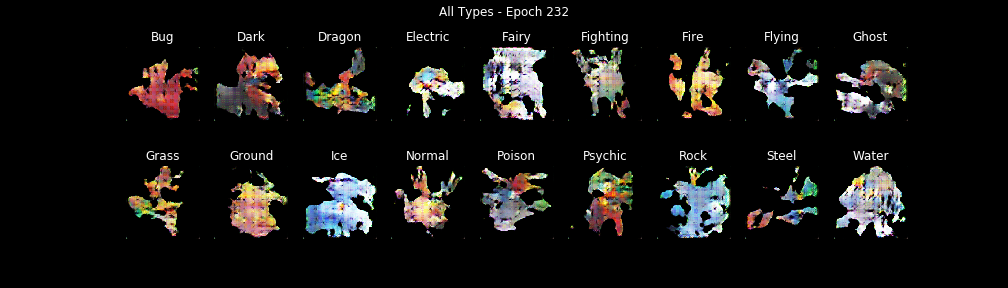 All Types - Epoch 232
Bug Dark Dragon Electric Fairy Fighting Fire Flying Ghost
Grass Ground Ice Normal Poison Psychic Rock Steel Water